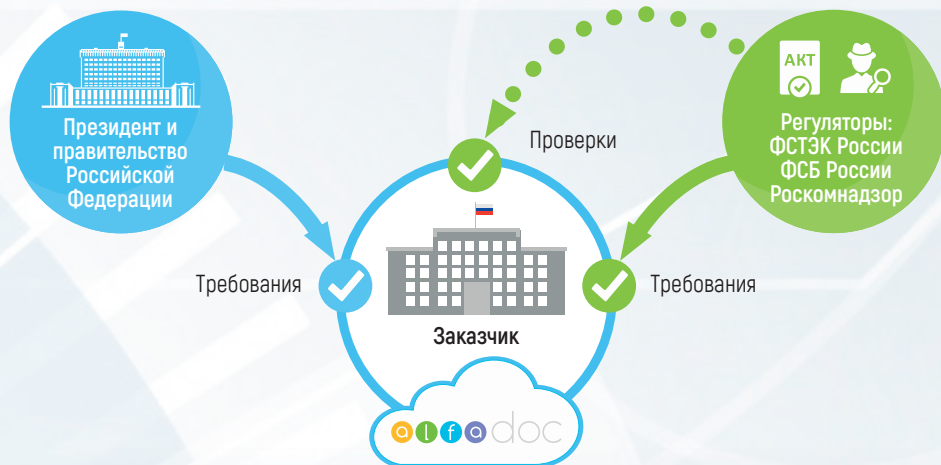 Президент и
правительство
Российской
Федерации
АКТ
Регуляторы:
ФСТЭК России
ФСБ России
Роскомнадзор
Проверки
Требования
Требования
Заказчик
alfadoc